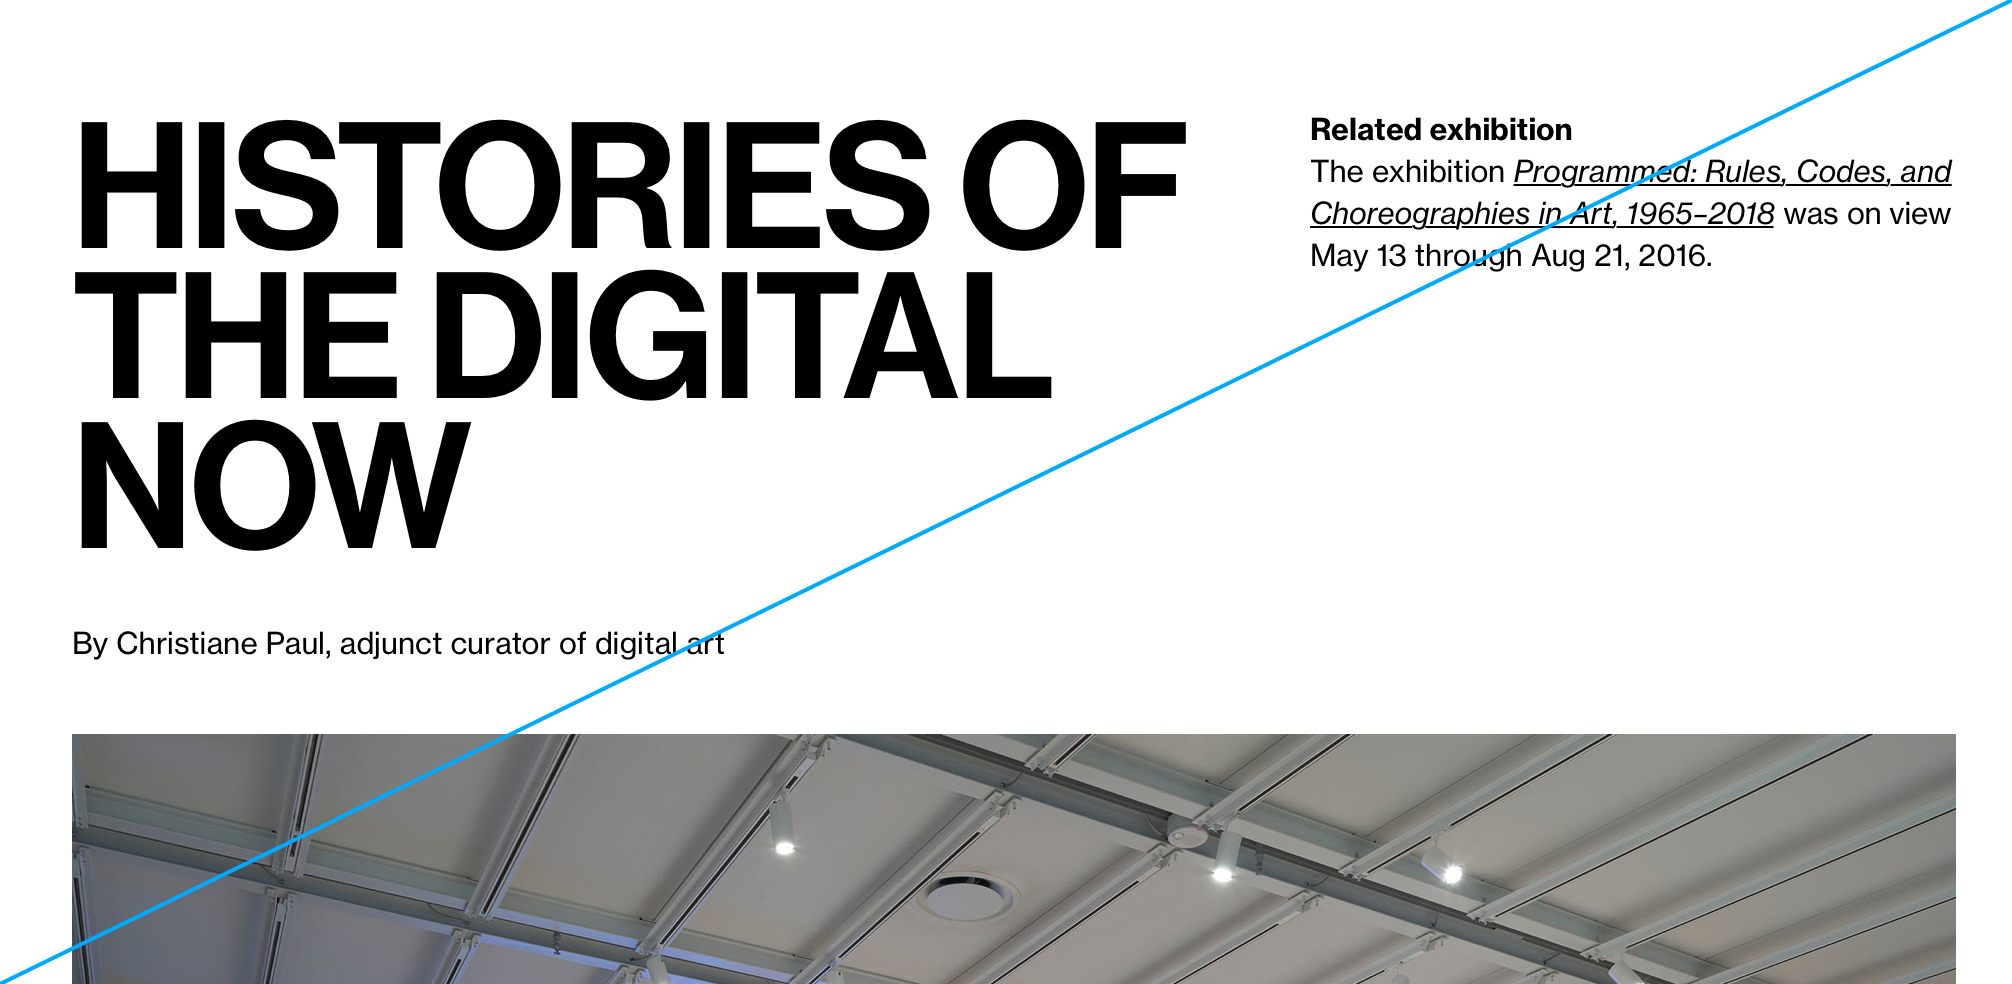 HISTORIES OF
THE DIGITAL
NOW
By Christiane Paul, adjunct curator of digital art
Related exhibition
The exhibition Programmed: Rules, Codes, and
Choreographies in Art, 1965–2018 was on view
May 13 through Aug 21, 2016.